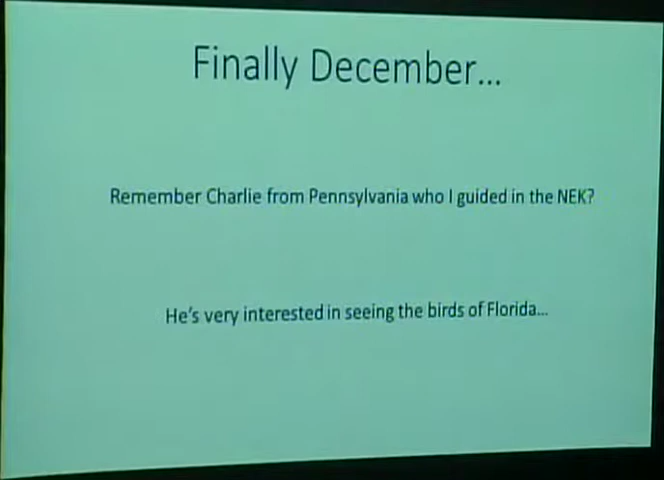 Finally December...
Remember Charlie from Pennsylvania who I guided in the NEK?
He's very interested in seeing the birds of Florida...